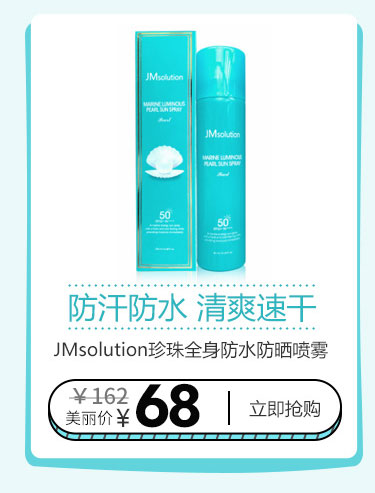 JMsolution
MARINE LUMINOUS
PEARL SUN SPRAY
Pearl
50
JMsolution
MARINE LUMINOUS
PEARL SUN SPRAY
Pearl
50
防汗防水 清爽速干
JMsolution珍珠全身防水防晒喷雾
￥162
美丽价￥68
立即抢购